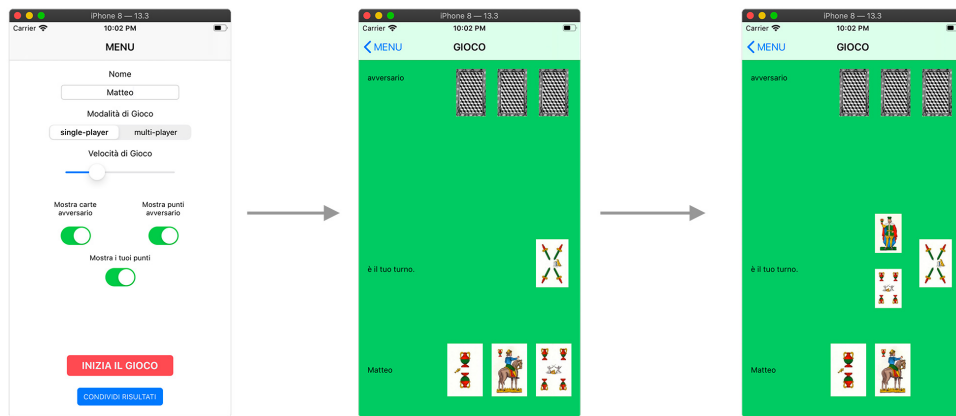 iPhone 8 — 13.3
Carrier
10:02 PM
MENU
Nome
Matteo
Modalità di Gioco
single-player
multi-player
Velocità di Gioco
Mostra carte
avversario
Mostra punti
avversario
Mostra i tuoi punti
INIZIA IL GIOCO
CONDIVIDI RISULTATI
iPhone 8 — 13.3
Carrier
10:02 PM
MENU
GIOCO
avversario
è il tuo turno.
Matteo
iPhone 8 — 13.3
Carrier
10:02 PM
MENU
GIOCO
avversario
è il tuo turno.
Matteo